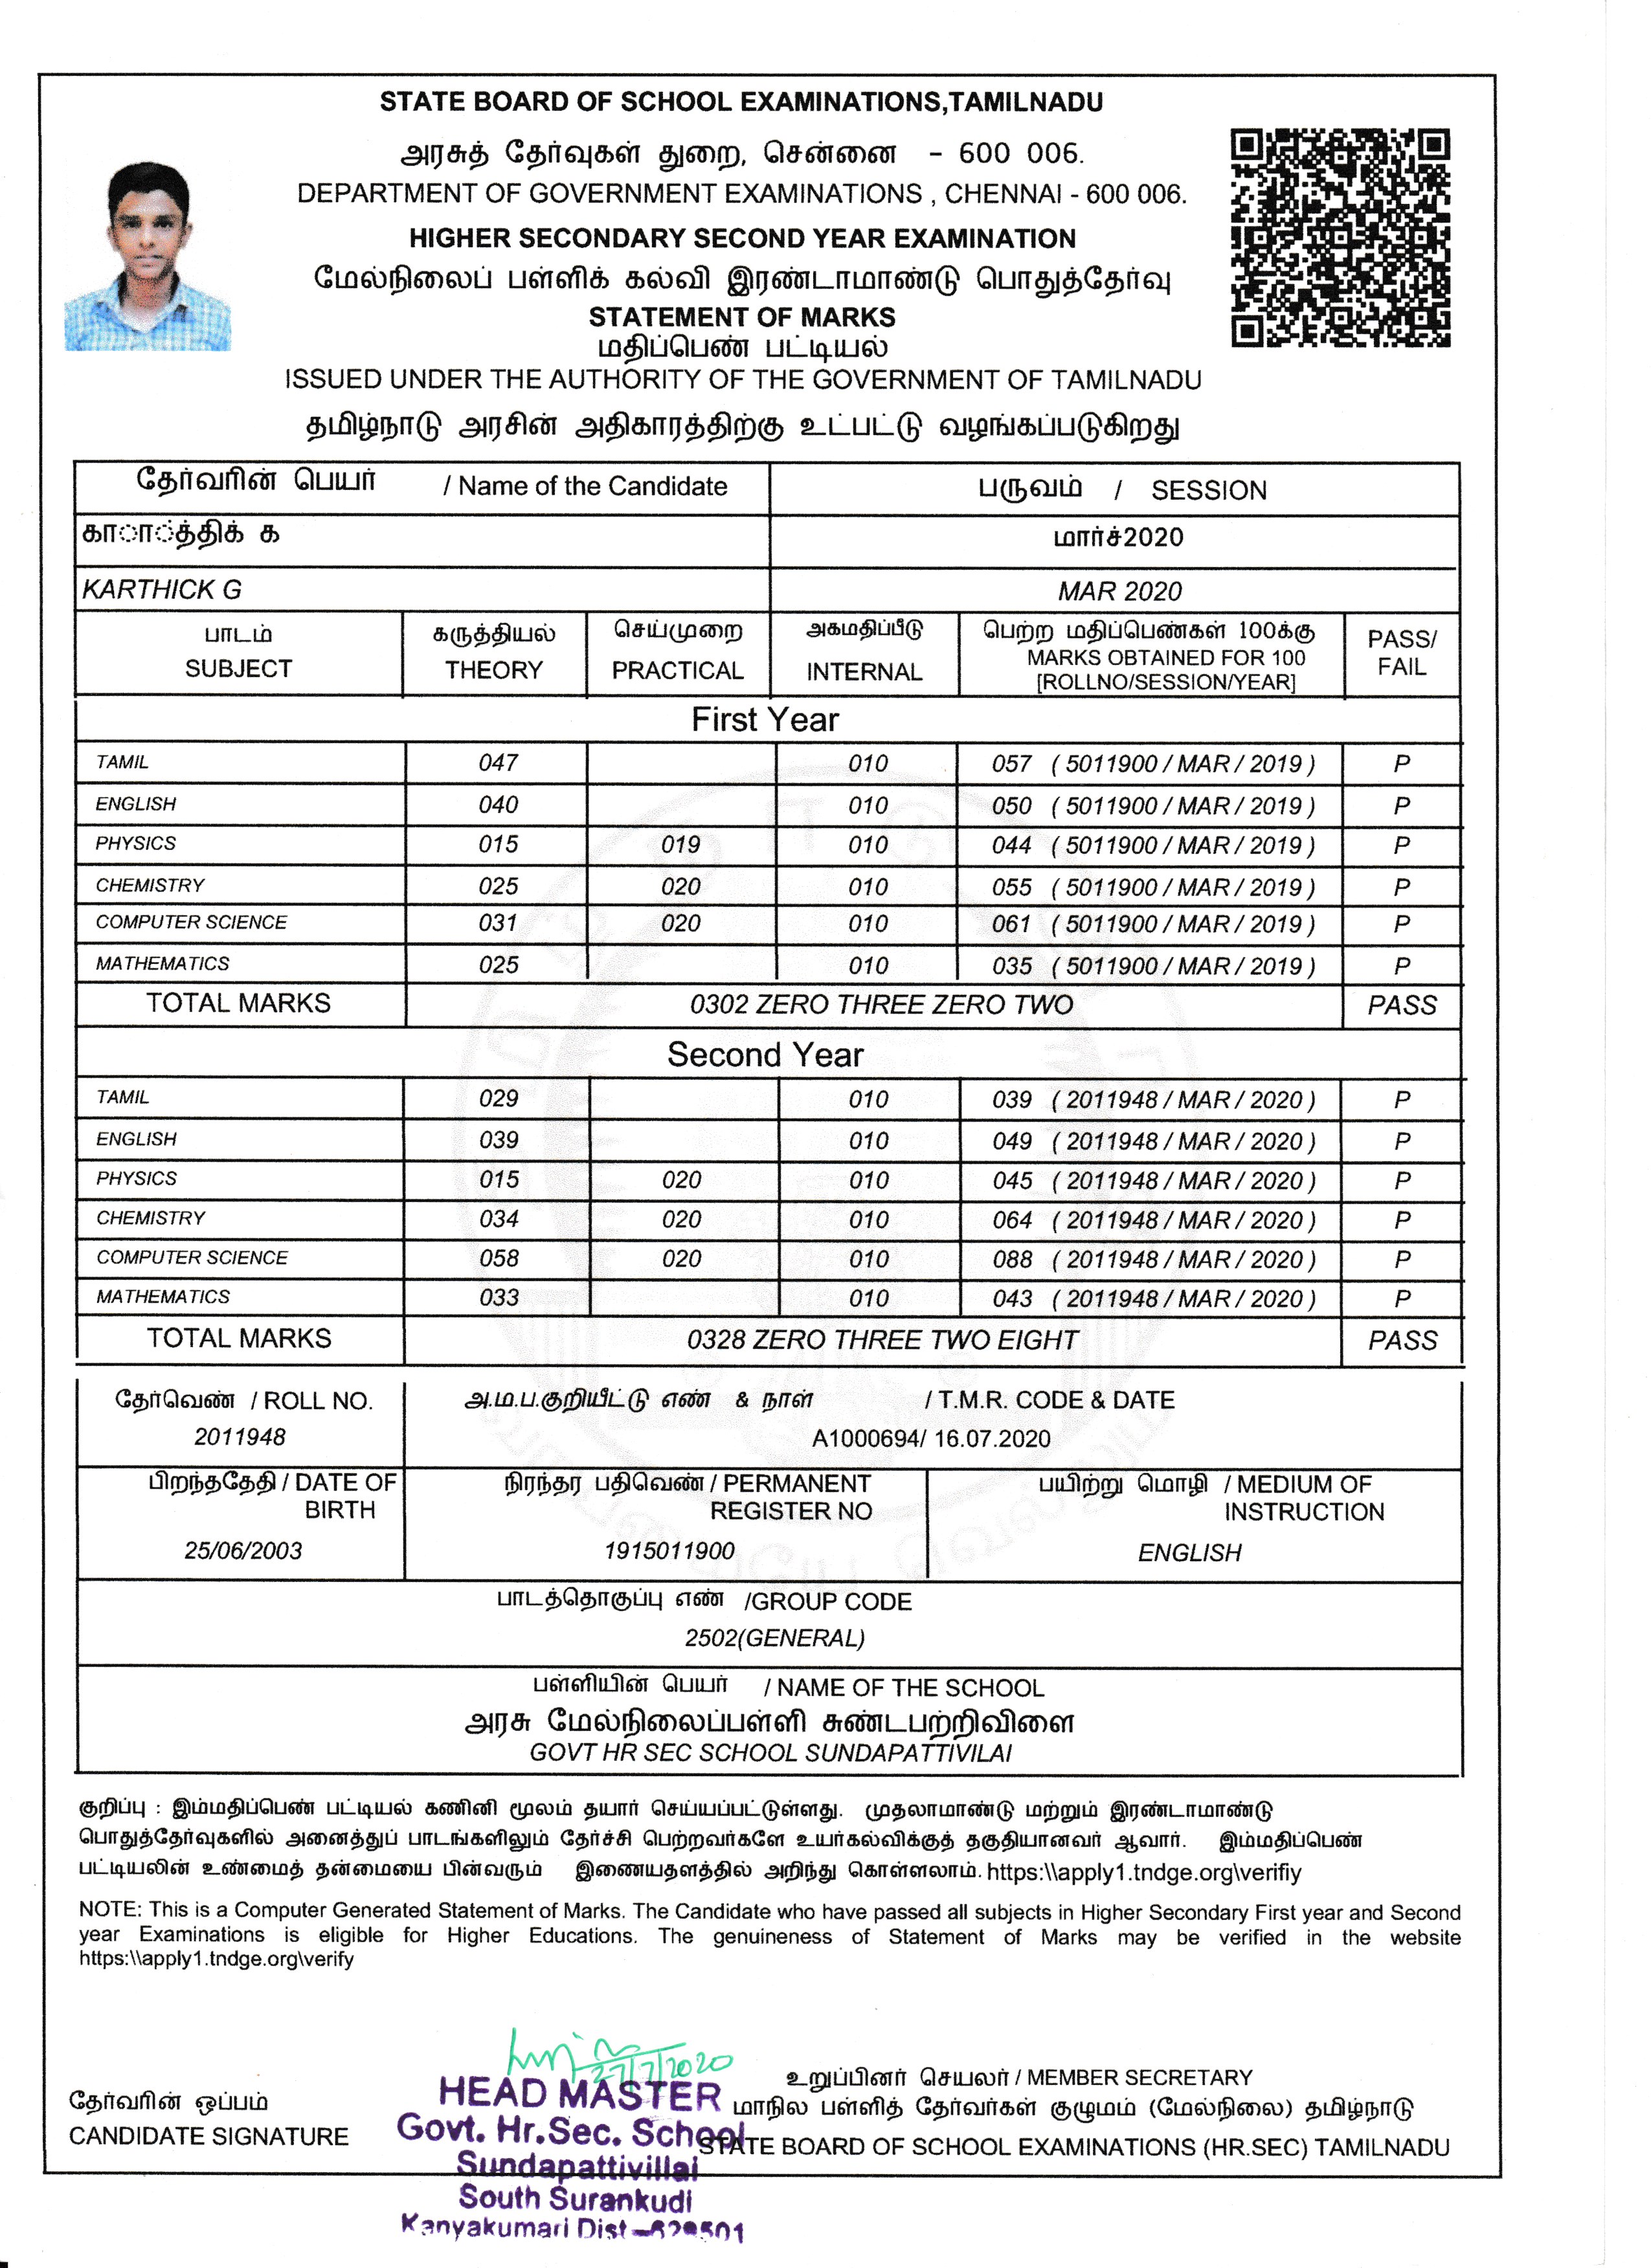 STATE BOARD OF SCHOOL EXAMINATIONS,TAMILNADU
அரசுத் தேர்வுகள் துறை, சென்னை - 600 006.
DEPARTMENT OF GOVERNMENT EXAMINATIONS , CHENNAI - 600 006.
HIGHER SECONDARY SECOND YEAR EXAMINATION
மேல்நிலைப் பள்ளிக் கல்வி இரண்டாமாண்டு பொதுத்தேர்வு
STATEMENT OF MARKS
மதிப்பெண் பட்டியல்
ISSUED UNDER THE AUTHORITY OF THE GOVERNMENT OF TAMILNADU
தமிழ்நாடு அரசின் அதிகாரத்திற்கு உட்பட்டு வழங்கப்படுகிறது
தேர்வரின் பெயர் / Name of the Candidate பருவம் / SESSION
காா்த்திக் க மார்ச்2020
KARTHICK G MAR 2020
பாடம் கருத்தியல் செய்முறை அகமதிப்பீடு பெற்ற மதிப்பெண்கள் 100க்கு PASS/
SUBJECT THEORY PRACTICAL INTERNAL MARKS OBTAINED FOR 100 FAIL
[ROLLNO/SESSION/YEAR]
First Year
TAMIL 047 010 057 ( 5011900 / MAR / 2019 ) P
ENGLISH 040 010 050 ( 5011900 / MAR / 2019 ) P
PHYSICS 015 019 010 044 ( 5011900 / MAR / 2019 ) P
CHEMISTRY 025 020 010 055 ( 5011900 / MAR / 2019 ) P
COMPUTER SCIENCE 031 020 010 061 ( 5011900 / MAR / 2019 ) P
MATHEMATICS 025 010 035 ( 5011900 / MAR / 2019 ) P
TOTAL MARKS 0302 ZERO THREE ZERO TWO PASS
Second Year
TAMIL 029 010 039 ( 2011948 / MAR / 2020 ) P
ENGLISH 039 010 049 ( 2011948 / MAR / 2020 ) P
PHYSICS 015 020 010 045 ( 2011948 / MAR / 2020 ) P
CHEMISTRY 034 020 010 064 ( 2011948 / MAR / 2020 ) P
COMPUTER SCIENCE 058 020 010 088 ( 2011948 / MAR / 2020 ) P
MATHEMATICS 033 010 043 ( 2011948 / MAR / 2020 ) P
TOTAL MARKS 0328 ZERO THREE TWO EIGHT PASS
தேர்வெண் / ROLL NO. அ.ம.ப.குறியீட்டு எண் & நாள் / T.M.R. CODE & DATE
2011948 A1000694/ 16.07.2020
பிறந்ததேதி / DATE OF நிரந்தர பதிவெண் / PERMANENT பயிற்று மொழி / MEDIUM OF
BIRTH REGISTER NO INSTRUCTION
25/06/2003 1915011900 ENGLISH
பாடத்தொகுப்பு எண் /GROUP CODE
2502(GENERAL)
பள்ளியின் பெயர் / NAME OF THE SCHOOL
அரசு மேல்நிலைப்பள்ளி சுண்டபற்றிவிளை
GOVT HR SEC SCHOOL SUNDAPATTIVILAI
குறிப்பு : இம்மதிப்பெண் பட்டியல் கணினி மூலம் தயார் செய்யப்பட்டுள்ளது. முதலாமாண்டு மற்றும் இரண்டாமாண்டு
பொதுத்தேர்வுகளில் அனைத்துப் பாடங்களிலும் தேர்ச்சி பெற்றவர்களே உயர்கல்விக்குத் தகுதியானவர் ஆவார். இம்மதிப்பெண்
பட்டியலின் உண்மைத் தன்மையை பின்வரும் இணையதளத்தில் அறிந்து கொள்ளலாம். https:\\apply1.tndge.org\verifiy
NOTE: This is a Computer Generated Statement of Marks. The Candidate who have passed all subjects in Higher Secondary First year and Second
year Examinations is eligible for Higher Educations. The genuineness of Statement of Marks may be verified in the website
https:\\apply1.tndge.org\verify
27/7/2020
தேர்வரின் ஒப்பம்
CANDIDATE SIGNATURE
HEAD MASTER
Govt. Hr.Sec. School
Sundapattivillai
South Surankudi
Kanyakumari Dist-629501
உறுப்பினர் செயலர் / MEMBER SECRETARY
மாநில பள்ளித் தேர்வர்கள் குழுமம் (மேல்நிலை) தமிழ்நாடு
STATE BOARD OF SCHOOL EXAMINATIONS (HR.SEC) TAMILNADU